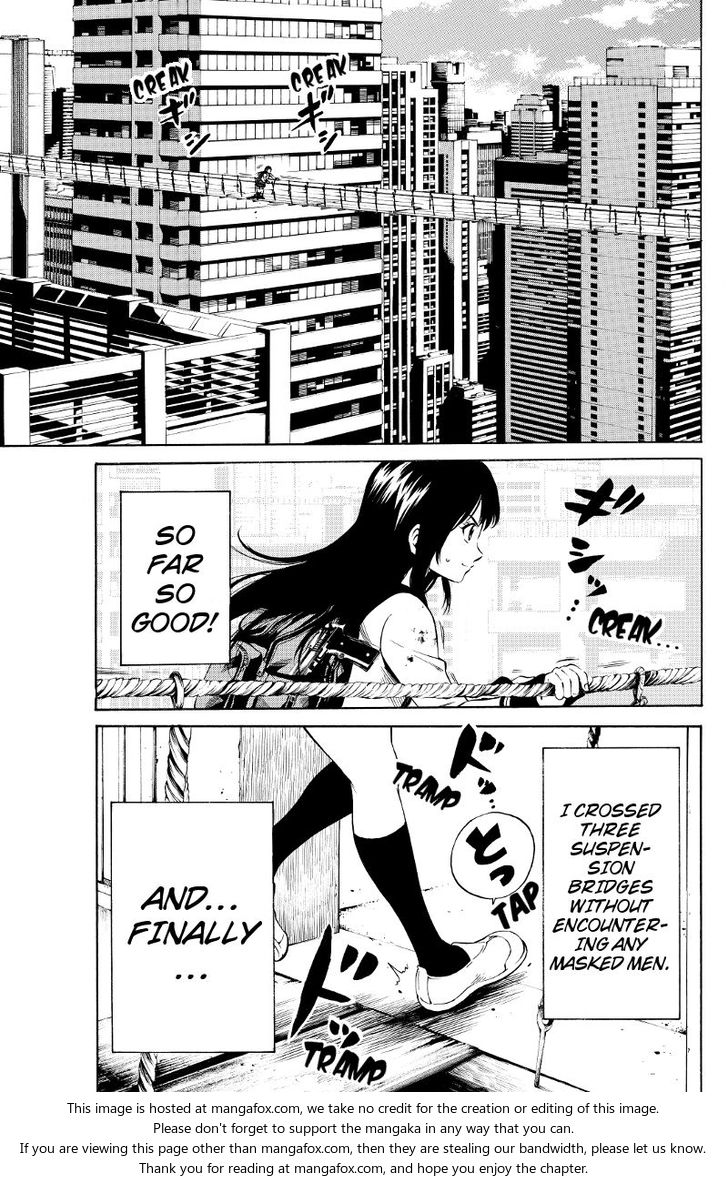 CREAK
ギシ
CREAK
ギシ
SO
FAR
SO
GOOD!
ギシッ…
CREAK...
I CROSSED
THREE
SUSPEN-
SION
BRIDGES
WITHOUT
ENCOUNTER-
ING ANY
MASKED MEN.
ドッ…
TRAMP
とっ
TAP
AND...
FINALLY
...
ドッ
TRAMP
This image is hosted at mangafox.com, we take no credit for the creation or editing of this image.
Please don't forget to support the mangaka in any way that you can.
If you are viewing this page other than mangafox.com, then they are stealing our bandwidth, please let us know.
Thank you for reading at mangafox.com, and hope you enjoy the chapter.